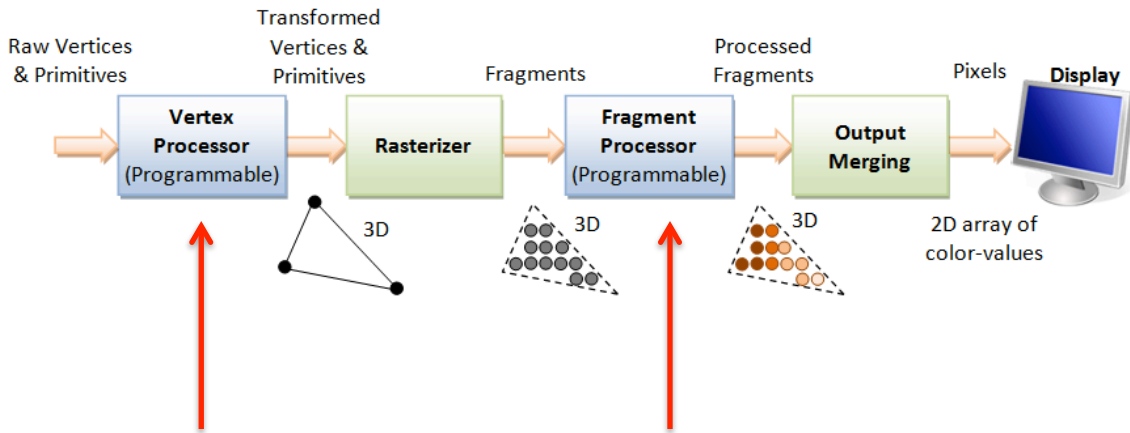 Raw Vertices
& Primitives
Transformed
Vertices &
Primitives
Fragments
Processed
Fragments
Pixels
Display
Vertex
Processor
(Programmable)
Rasterizer
Fragment
Processor
(Programmable)
Output
Merging
3D
3D
3D
2D array of
color-values